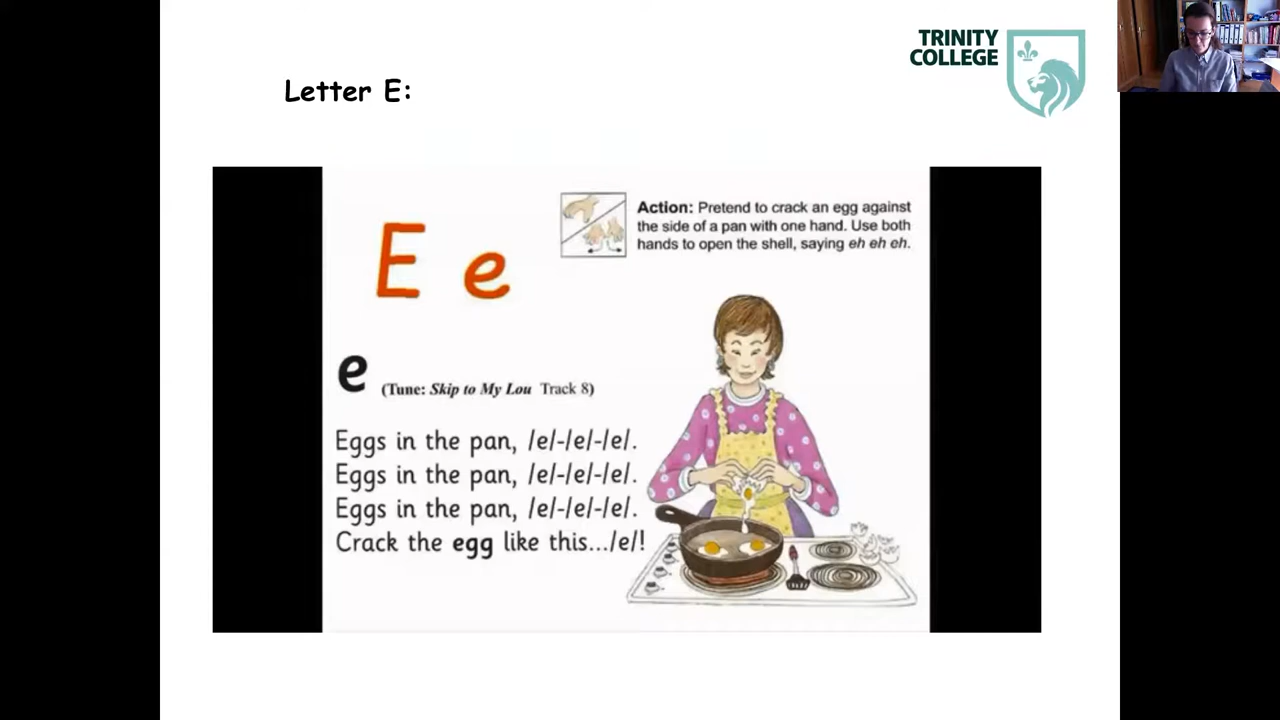 TRINITY
COLLEGE
Letter E:
Action: Pretend to crack an egg against
the side of a pan with one hand. Use both
hands to open the shell, saying eh eh eh.
E e
e (Tune: Skip to My Lou Track 8)
Eggs in the pan, /e/-/e/-/e/.
Eggs in the pan, /e/-/e/-/e/.
Eggs in the pan, /e/-/e/-/e/.
Crack the egg like this.../e/!